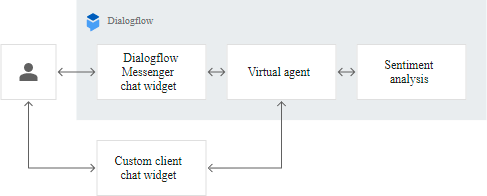 Dialogflow
Dialogflow
Messenger
chat widget
Virtual agent
Sentiment
analysis
Custom client
chat widget